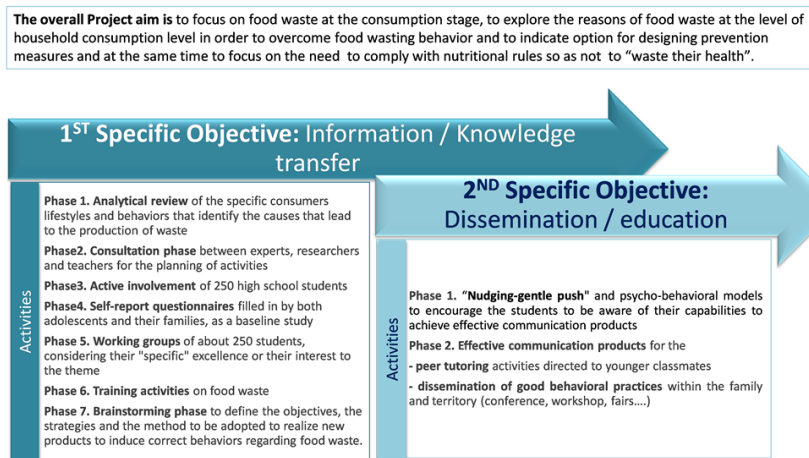 The overall Project aim is to focus on food waste at the consumption stage, to explore the reasons of food waste at the level of
household consumption level in order to overcome food wasting behavior and to indicate option for designing prevention
measures and at the same time to focus on the need to comply with nutritional rules so as not to “waste their health”.
1ST Specific Objective: Information / Knowledge
transfer
Activities
Phase 1. Analytical review of the specific consumers
lifestyles and behaviors that identify the causes that lead
to the production of waste
Phase2. Consultation phase between experts, researchers
and teachers for the planning of activities
Phase3. Active involvement of 250 high school students
Phase4. Self-report questionnaires filled in by both
adolescents and their families, as a baseline study
Phase 5. Working groups of about 250 students,
considering their "specific" excellence or their interest to
the theme
Phase 6. Training activities on food waste
Phase 7. Brainstorming phase to define the objectives, the
strategies and the method to be adopted to realize new
products to induce correct behaviors regarding food waste.
2ND Specific Objective:
Dissemination / education
Activities
Phase 1. “Nudging-gentle push" and psycho-behavioral models
to encourage the students to be aware of their capabilities to
achieve effective communication products
Phase 2. Effective communication products for the
- peer tutoring activities directed to younger classmates
- dissemination of good behavioral practices within the family
and territory (conference, workshop, fairs....)